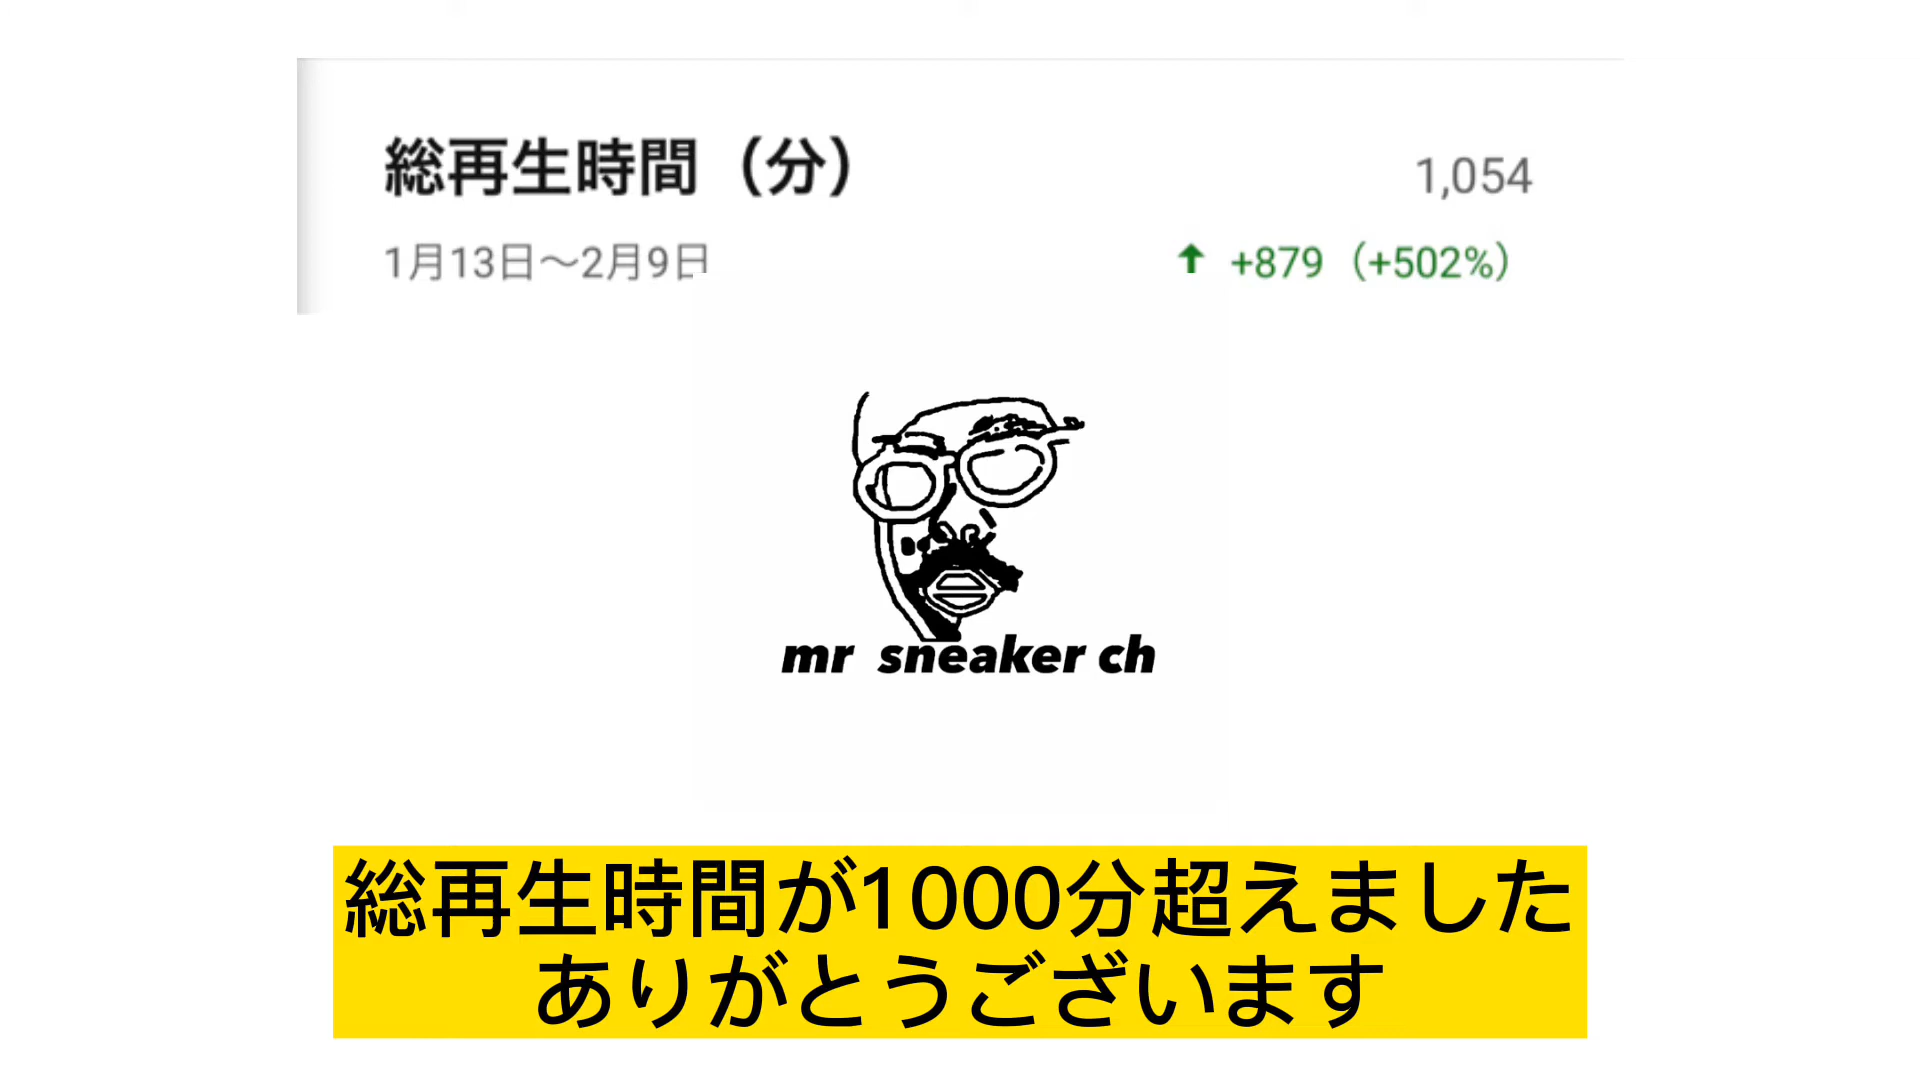 総再生時間（分）
1,054
1月13日〜2月9日
+879（+502%）
mr sneaker ch
総再生時間が1000分超えました
ありがとうございます